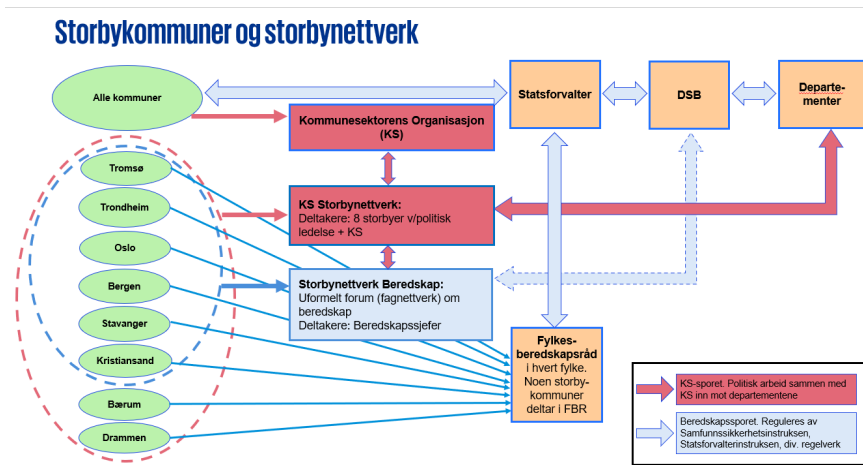 Storbykommuner og storbynettverk
Alle kommuner
Statsforvalter
DSB
Departe-
menter
Kommunesektorens Organisasjon
(KS)
Tromsø
Trondheim
Oslo
Bergen
Stavanger
Kristiansand
Bærum
Drammen
KS Storbynettverk:
Deltakere: 8 storbyer v/politisk
ledelse + KS
Storbynettverk Beredskap:
Uformelt forum (fagnettverk) om
beredskap
Deltakere: Beredskapssjefer
Fylkes-
beredskapsråd
i hvert fylke.
Noen storby-
kommuner
deltar i FBR
KS-sporet. Politisk arbeid sammen med
KS inn mot departementene
Beredskapssporet. Reguleres av
Samfunnssikkerhetsinstruksen,
Statsforvalterinstruksen, div. regelverk